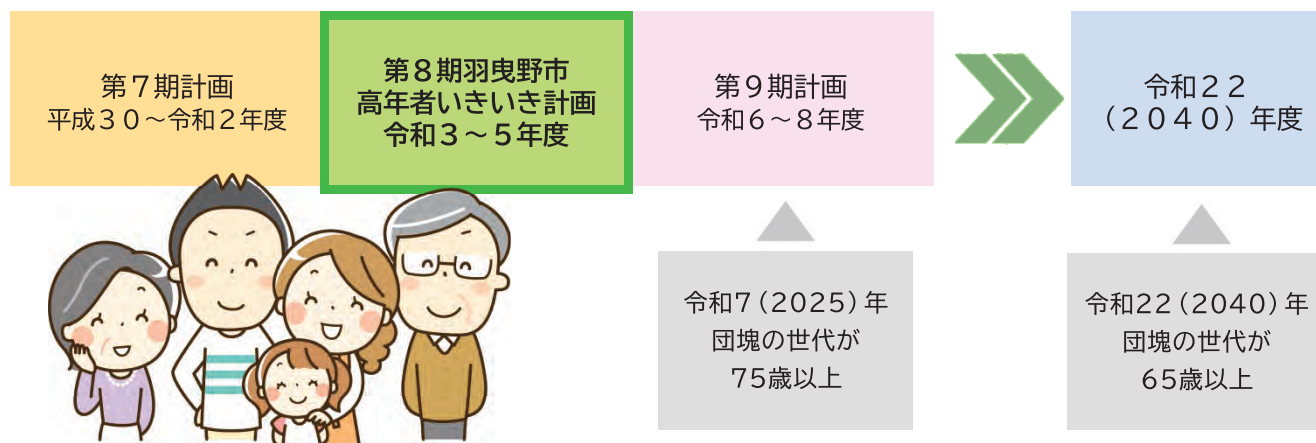 第７期計画
平成３０～令和２年度
第８期羽曳野市
高年者いきいき計画
令和３～５年度
第９期計画
令和６～８年度
令和２２
（２０４０）年度
令和7（2025）年
団塊の世代が
75歳以上
令和22（2040）年
団塊の世代が
65歳以上